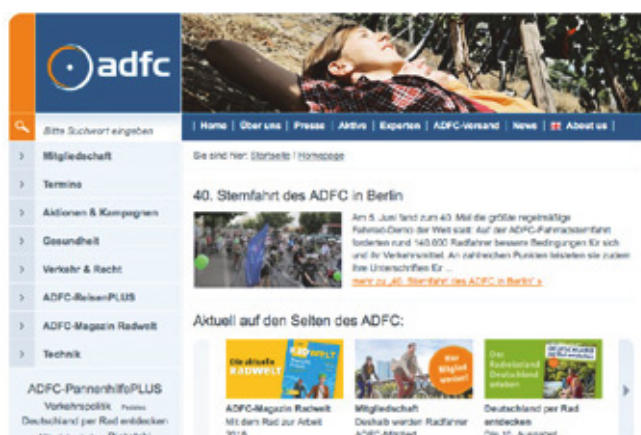 adfc
Bitte Suchwort eingeben
| Home | Über uns | Presse | Aktive | Experten | ADFC-Versand | News | About us |
Sie sind hier: Startseite | Homepage
> Mitgliedschaft
> Termine
> Aktionen & Kampagnen
> Gesundheit
> Verkehr & Recht
> ADFC-ReisenPLUS
> ADFC-Magazin Radwelt
> Technik
ADFC-PannenhilfePLUS
Verkehrspolitik
Deutschland per Rad entdecken
40. Sternfahrt des ADFC in Berlin
Am 5. Juni fand zum 40. Mal die größte regelmäßige
Fahrrad-Demo der Welt statt: Auf der ADFC-Fahrradsternfahrt
forderten rund 140.000 Radfahrer bessere Bedingungen für sich
und ihr Verkehrsmittel. An zahlreichen Punkten leisteten sie zudem
ihre Unterschriften für ...
mehr zu „40. Sternfahrt des ADFC in Berlin“ »
Aktuell auf den Seiten des ADFC:
Die aktuelle
RADWELT
RADWELT
ADFC-Magazin Radwelt
Mit dem Rad zur Arbeit
Hier
Mitglied
werden!
Mitgliedschaft
Deshalb werden Radfahrer
ADFC-Mitglied
Das
Radreiseland
Deutschland
erleben
DEUTSCHLAND
Deutschland per Rad
entdecken